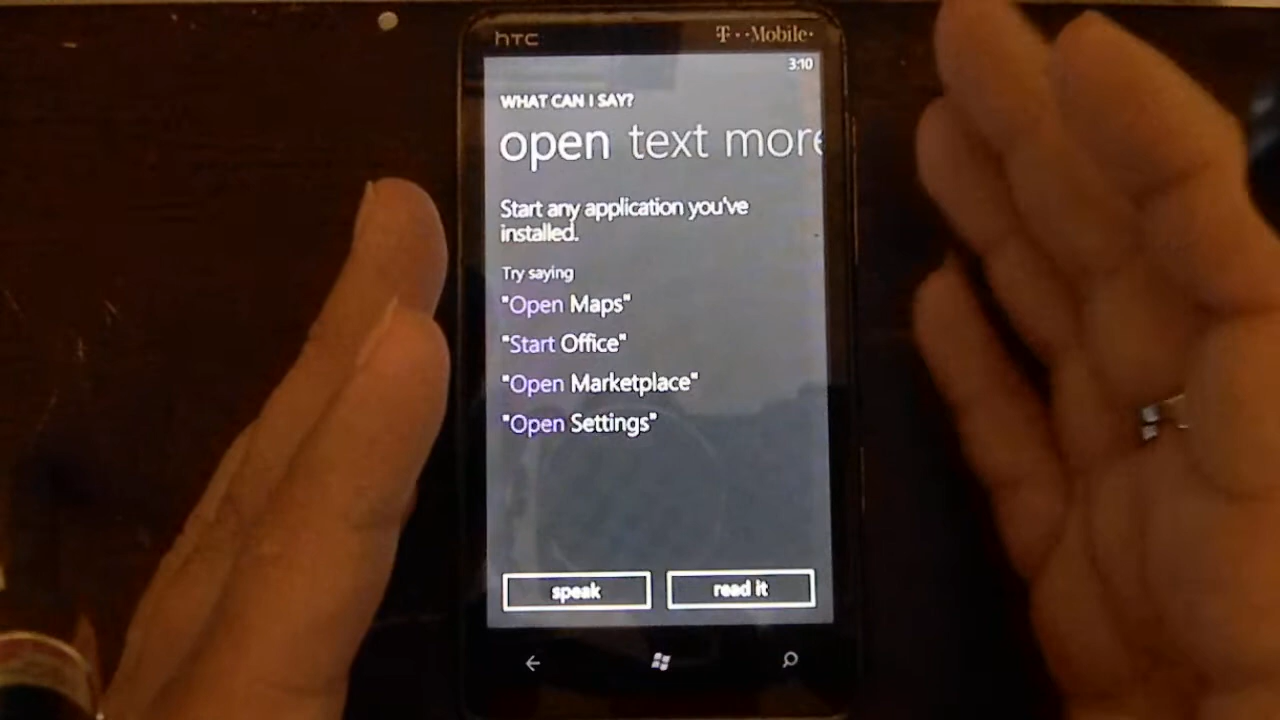 hTC
T··Mobile·
3:10
WHAT CAN I SAY?
open text more
Start any application you've
installed.
Try saying
"Open Maps"
"Start Office"
"Open Marketplace"
"Open Settings"
speak
read it